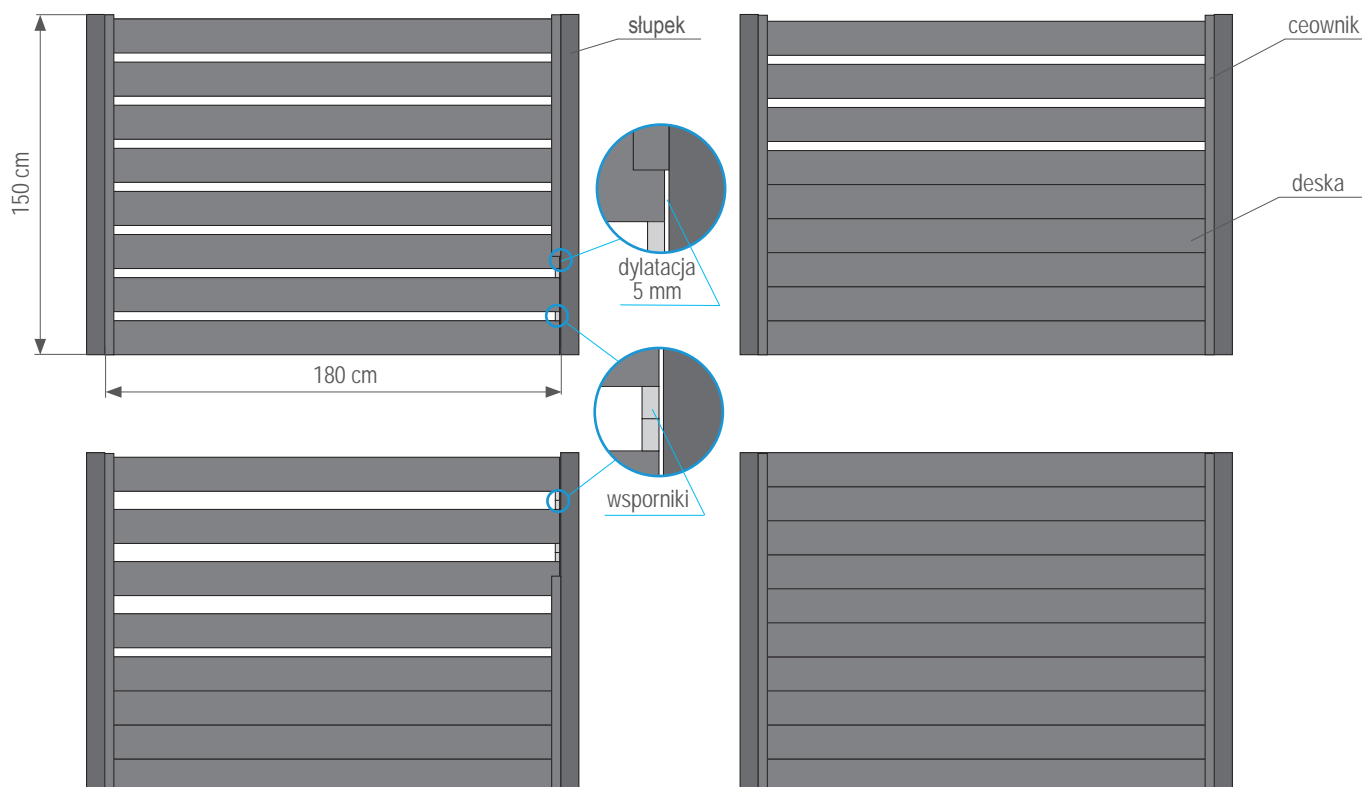 słupek
ceownik
150 cm
deska
dylatacja
5 mm
180 cm
wsporniki